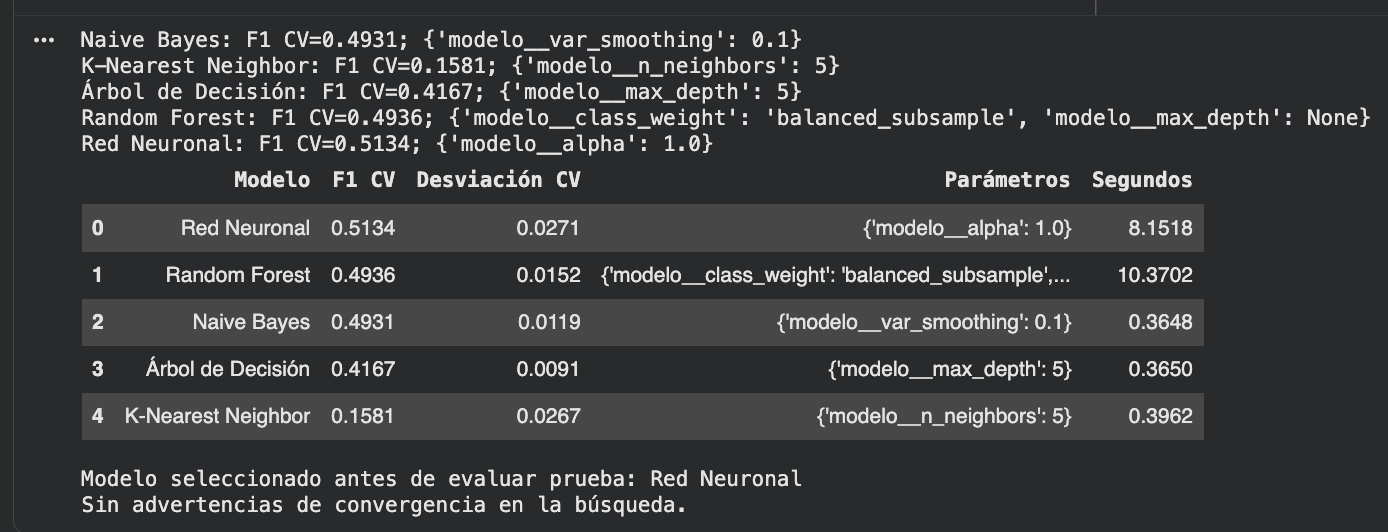 Naive Bayes: F1 CV=0.4931; {'modelo__var_smoothing': 0.1}
K-Nearest Neighbor: F1 CV=0.1581; {'modelo__n_neighbors': 5}
Árbol de Decisión: F1 CV=0.4167; {'modelo__max_depth': 5}
Random Forest: F1 CV=0.4936; {'modelo__class_weight': 'balanced_subsample', 'modelo__max_depth': None}
Red Neuronal: F1 CV=0.5134; {'modelo__alpha': 1.0}
Modelo F1 CV Desviación CV Parámetros Segundos
0 Red Neuronal 0.5134 0.0271 {'modelo__alpha': 1.0} 8.1518
1 Random Forest 0.4936 0.0152 {'modelo__class_weight': 'balanced_subsample',... 10.3702
2 Naive Bayes 0.4931 0.0119 {'modelo__var_smoothing': 0.1} 0.3648
3 Árbol de Decisión 0.4167 0.0091 {'modelo__max_depth': 5} 0.3650
4 K-Nearest Neighbor 0.1581 0.0267 {'modelo__n_neighbors': 5} 0.3962
Modelo seleccionado antes de evaluar prueba: Red Neuronal
Sin advertencias de convergencia en la búsqueda.